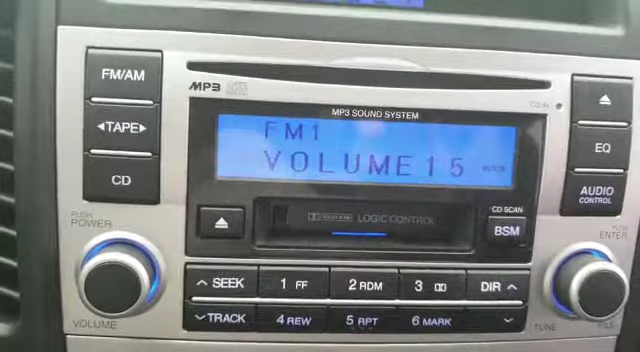 FM/AM
◂TAPE▸
CD
MP3
CD-IN
MP3 SOUND SYSTEM
FM1
VOLUME 15
LOGIC CONTROL
CD SCAN
BSM
EQ
AUDIO
CONTROL
PUSH
POWER
VOLUME
SEEK
TRACK
1 FF
2 RDM
3
DIR
4 REW
5 RPT
6 MARK
PUSH
ENTER
TUNE
FILE